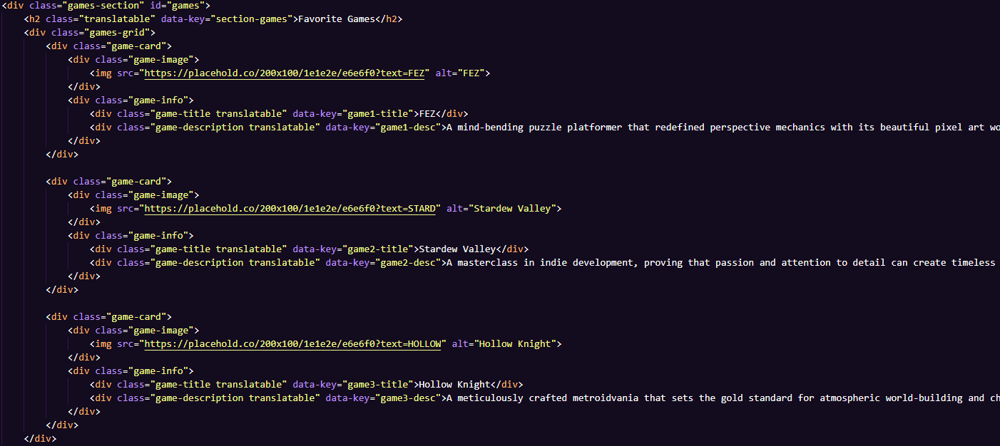 <div class="games-section" id="games">
<h2 class="translatable" data-key="section-games">Favorite Games</h2>
<div class="games-grid">
<div class="game-card">
<div class="game-image">
<img src="https://placehold.co/200x100/1e1e2e/e6e6f0?text=FEZ" alt="FEZ">
</div>
<div class="game-info">
<div class="game-title translatable" data-key="game1-title">FEZ</div>
<div class="game-description translatable" data-key="game1-desc">A mind-bending puzzle platformer that redefined perspective mechanics with its beautiful pixel art wo
</div>
</div>
<div class="game-card">
<div class="game-image">
<img src="https://placehold.co/200x100/1e1e2e/e6e6f0?text=STARD" alt="Stardew Valley">
</div>
<div class="game-info">
<div class="game-title translatable" data-key="game2-title">Stardew Valley</div>
<div class="game-description translatable" data-key="game2-desc">A masterclass in indie development, proving that passion and attention to detail can create timeless
</div>
</div>
<div class="game-card">
<div class="game-image">
<img src="https://placehold.co/200x100/1e1e2e/e6e6f0?text=HOLLOW" alt="Hollow Knight">
</div>
<div class="game-info">
<div class="game-title translatable" data-key="game3-title">Hollow Knight</div>
<div class="game-description translatable" data-key="game3-desc">A meticulously crafted metroidvania that sets the gold standard for atmospheric world-building and ch
</div>
</div>
</div>